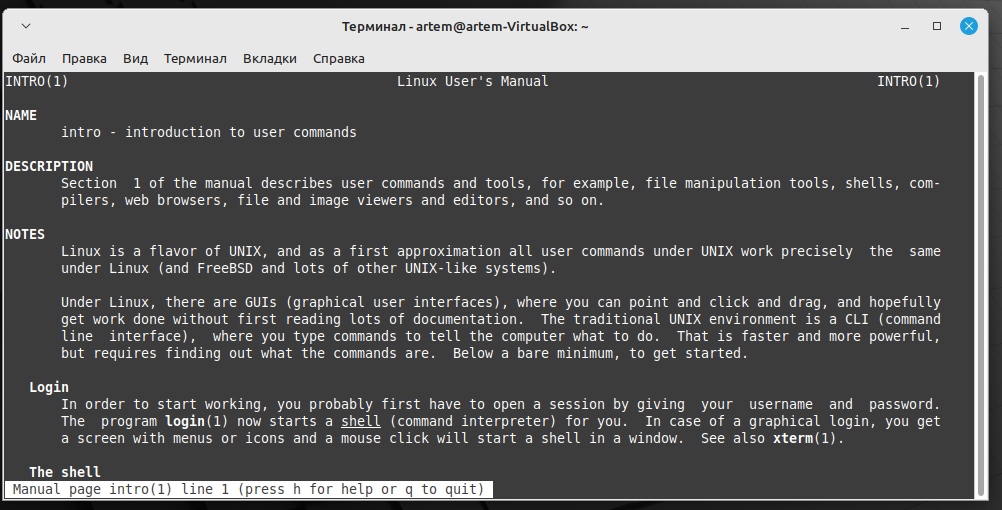 Терминал - artem@artem-VirtualBox: ~
Файл Правка Вид Терминал Вкладки Справка
INTRO(1) Linux User's Manual INTRO(1)
NAME
intro - introduction to user commands
DESCRIPTION
Section 1 of the manual describes user commands and tools, for example, file manipulation tools, shells, com-
pilers, web browsers, file and image viewers and editors, and so on.
NOTES
Linux is a flavor of UNIX, and as a first approximation all user commands under UNIX work precisely the same
under Linux (and FreeBSD and lots of other UNIX-like systems).
Under Linux, there are GUIs (graphical user interfaces), where you can point and click and drag, and hopefully
get work done without first reading lots of documentation. The traditional UNIX environment is a CLI (command
line interface), where you type commands to tell the computer what to do. That is faster and more powerful,
but requires finding out what the commands are. Below a bare minimum, to get started.
Login
In order to start working, you probably first have to open a session by giving your username and password.
The program login(1) now starts a shell (command interpreter) for you. In case of a graphical login, you get
a screen with menus or icons and a mouse click will start a shell in a window. See also xterm(1).
The shell
Manual page intro(1) line 1 (press h for help or q to quit)